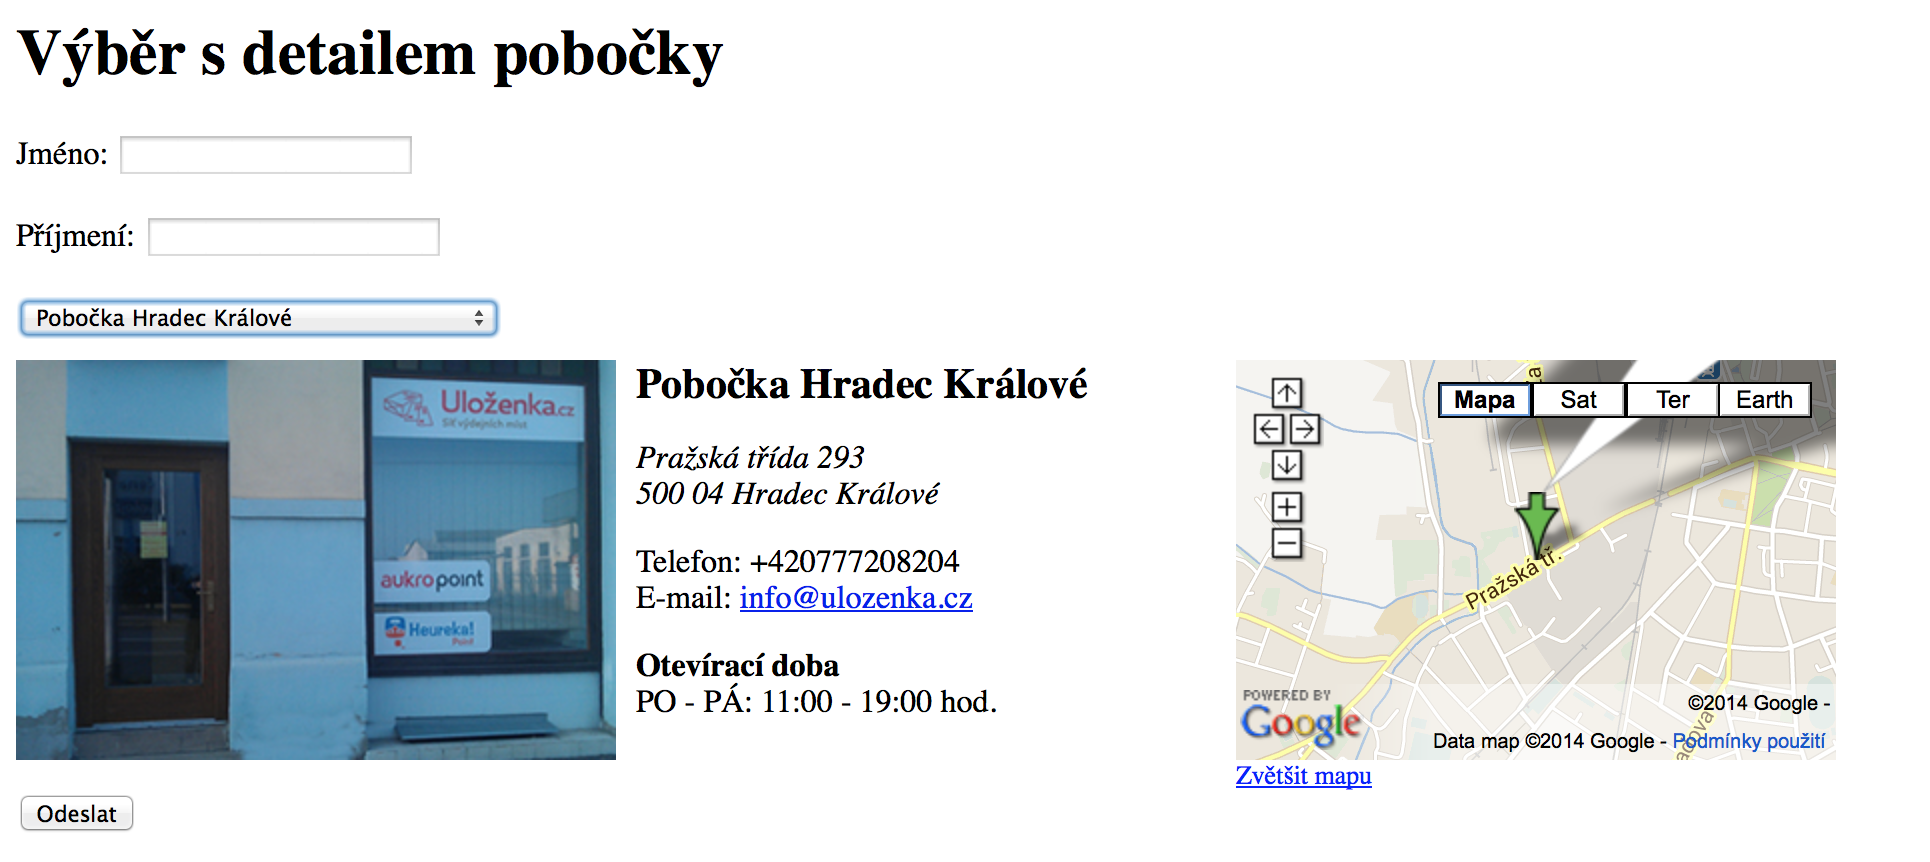 Výběr s detailem pobočky
Jméno:
Příjmení:
Pobočka Hradec Králové
Uloženka.cz
Síť výdejních míst
aukropoint
Heureka!
Point
Pobočka Hradec Králové
Pražská třída 293
500 04 Hradec Králové
Telefon: +420777208204
E-mail: info@ulozenka.cz
Otevírací doba
PO - PÁ: 11:00 - 19:00 hod.
Mapa Sat Ter Earth
Pražská tř.
POWERED BY
Google
©2014 Google -
Data map ©2014 Google - Podmínky použití
Zvětšit mapu
Odeslat